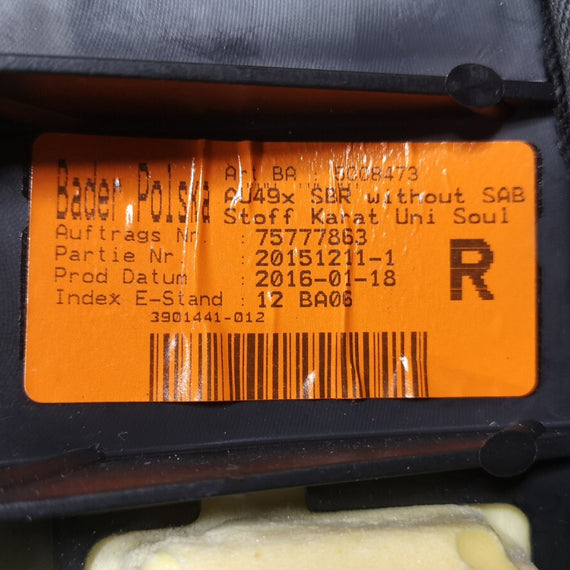 Bader Polska
Art BA : 5008473
AU49x SBR without SAB
Stoff Karat Uni Soul
Auftrags Nr. : 75777863
Partie Nr : 20151211-1
Prod Datum : 2016-01-18
Index E-Stand : 12 BA06
3901441-012
R